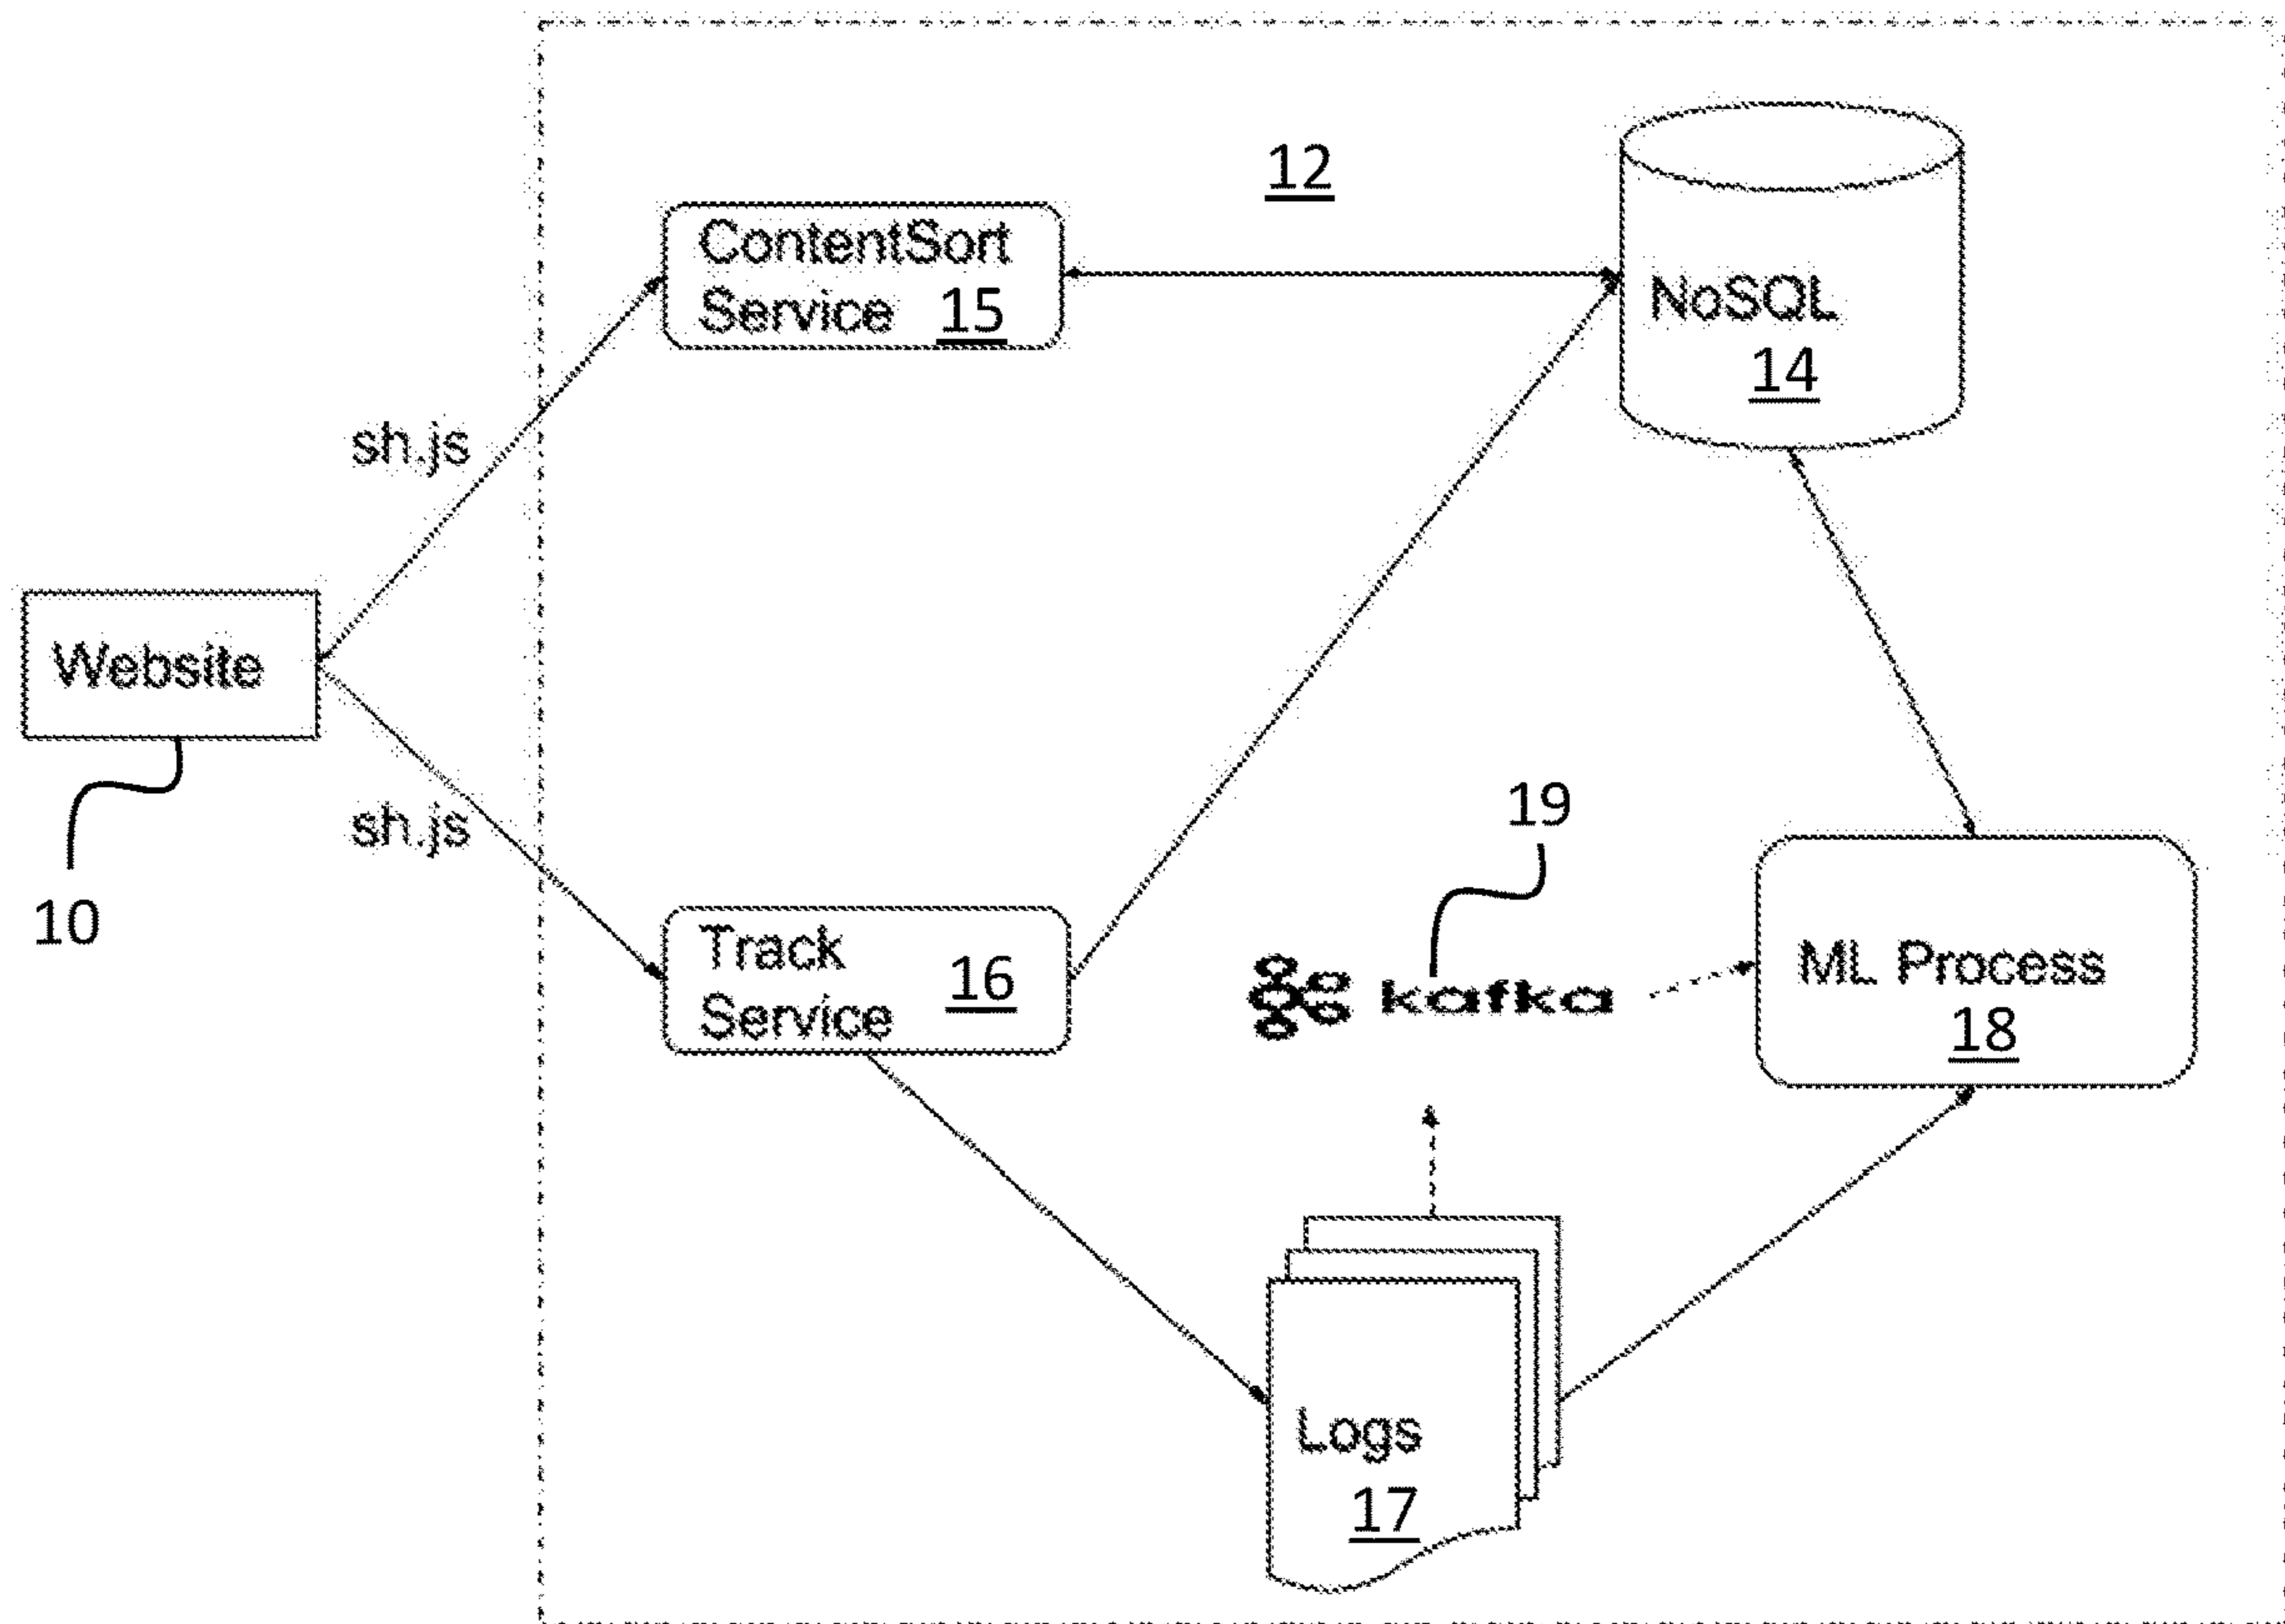 12
ContentSort
Service 15
NoSQL
14
sh.js
Website
10
sh.js
19
Track
Service 16
kafka
ML Process
18
Logs
17